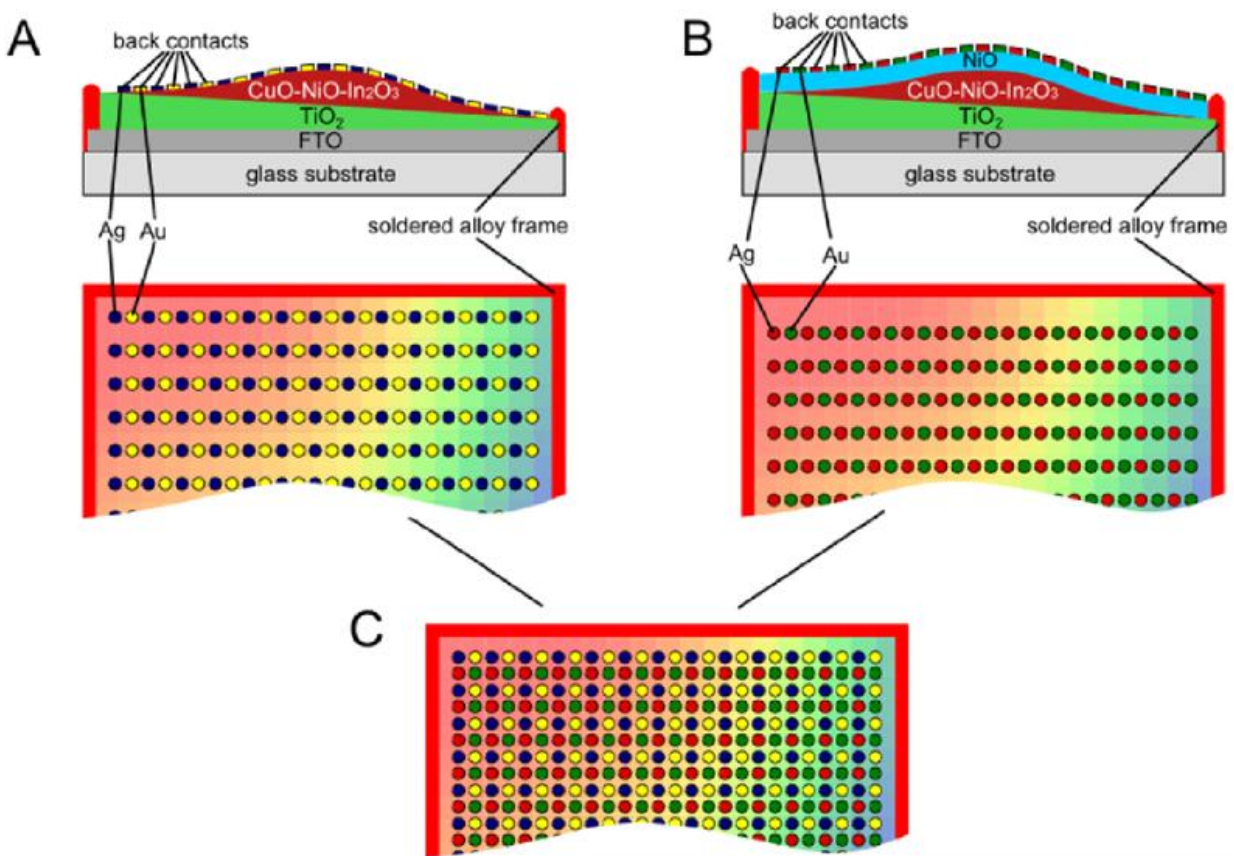 A
back contacts
CuO-NiO-In₂O₃
TiO₂
FTO
glass substrate
Ag Au
soldered alloy frame
B
back contacts
NiO
CuO-NiO-In₂O₃
TiO₂
FTO
glass substrate
Ag Au
soldered alloy frame
C